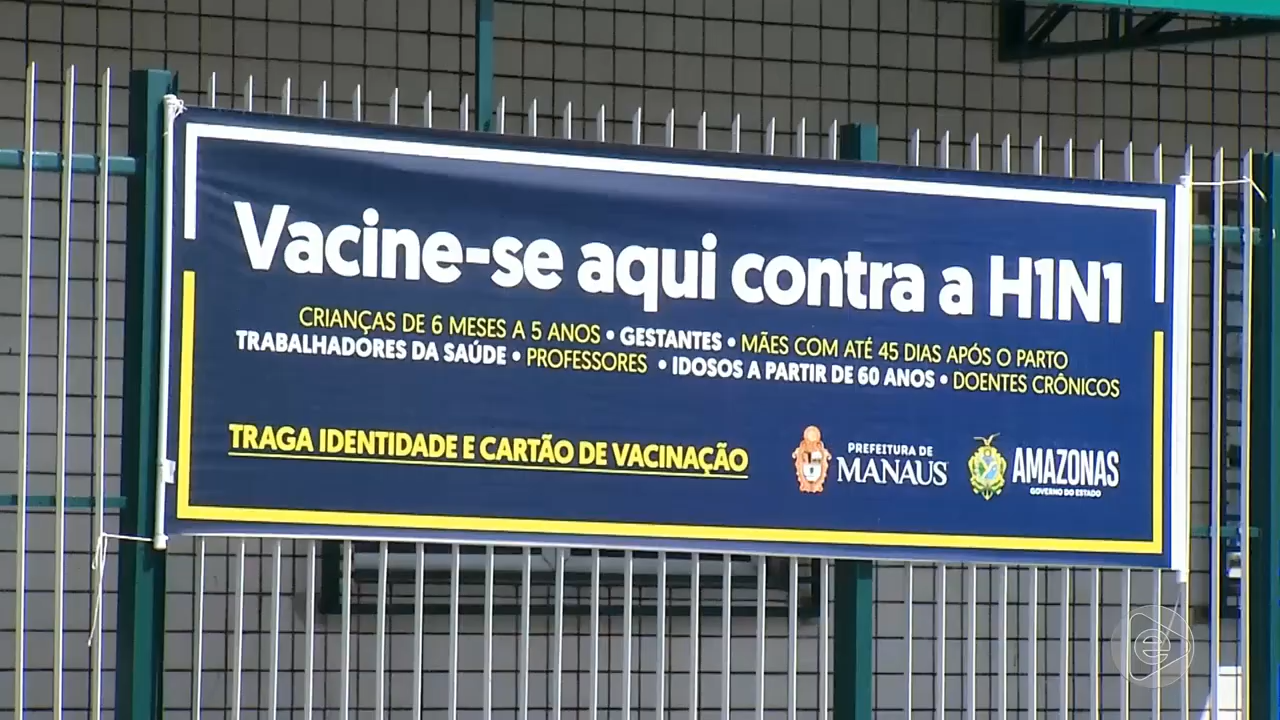 Vacine-se aqui contra a H1N1
CRIANÇAS DE 6 MESES A 5 ANOS • GESTANTES • MÃES COM ATÉ 45 DIAS APÓS O PARTO
TRABALHADORES DA SAÚDE • PROFESSORES • IDOSOS A PARTIR DE 60 ANOS • DOENTES CRÔNICOS
TRAGA IDENTIDADE E CARTÃO DE VACINAÇÃO
PREFEITURA DE
MANAUS
AMAZONAS
GOVERNO DO ESTADO
e